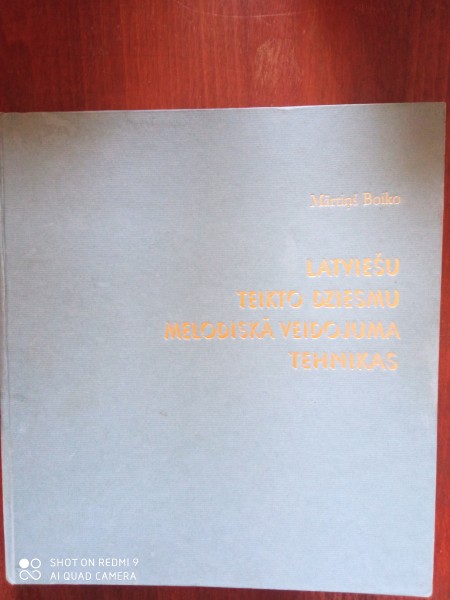 Mārtiņš Boiko
LATVIEŠU
TEIKTO DZIESMU
MELODISKĀ VEIDOJUMA
TEHNIKAS
SHOT ON REDMI 9
AI QUAD CAMERA